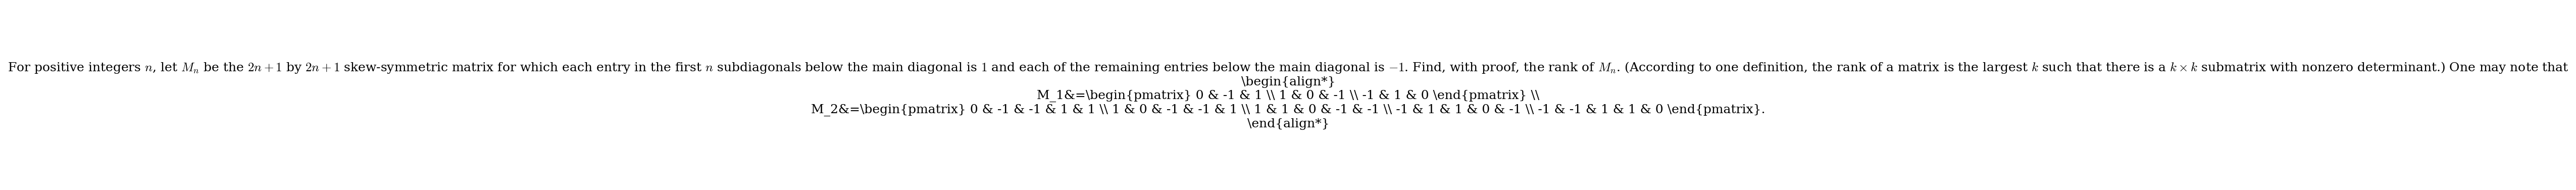 For positive integers $n$, let $M_n$ be the $2n+1$ by $2n+1$ skew-symmetric matrix for which each entry in the first $n$ subdiagonals below the main diagonal is $1$ and each of the remaining entries below the main diagonal is $-1$. Find, with proof, the rank of $M_n$. (According to one definition, the rank of a matrix is the largest $k$ such that there is a $k \times k$ submatrix with nonzero determinant.) One may note that
\begin{align*}
M_1&=\begin{pmatrix} 0 & -1 & 1 \\ 1 & 0 & -1 \\ -1 & 1 & 0 \end{pmatrix} \\
M_2&=\begin{pmatrix} 0 & -1 & -1 & 1 & 1 \\ 1 & 0 & -1 & -1 & 1 \\ 1 & 1 & 0 & -1 & -1 \\ -1 & 1 & 1 & 0 & -1 \\ -1 & -1 & 1 & 1 & 0 \end{pmatrix}.
\end{align*}